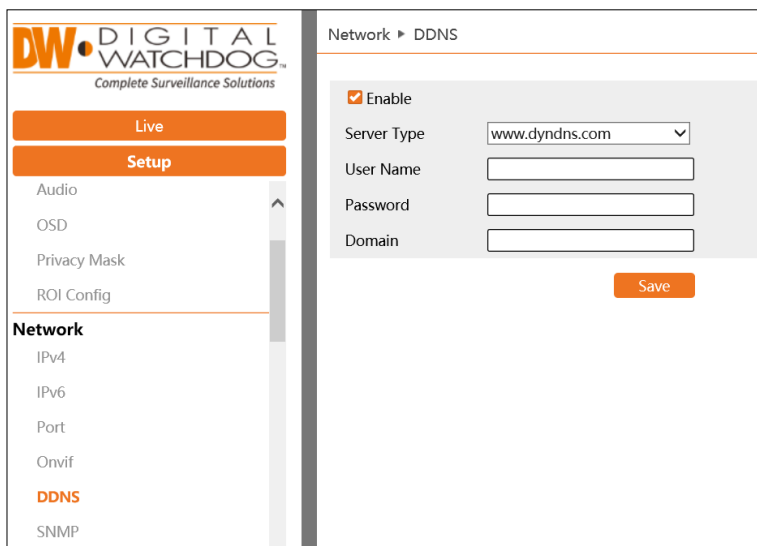 DW DIGITAL
WATCHDOG™
Complete Surveillance Solutions
Live
Setup
Audio
OSD
Privacy Mask
ROI Config
Network
IPv4
IPv6
Port
Onvif
DDNS
SNMP
Network ▶ DDNS
Enable
Server Type www.dyndns.com
User Name
Password
Domain
Save